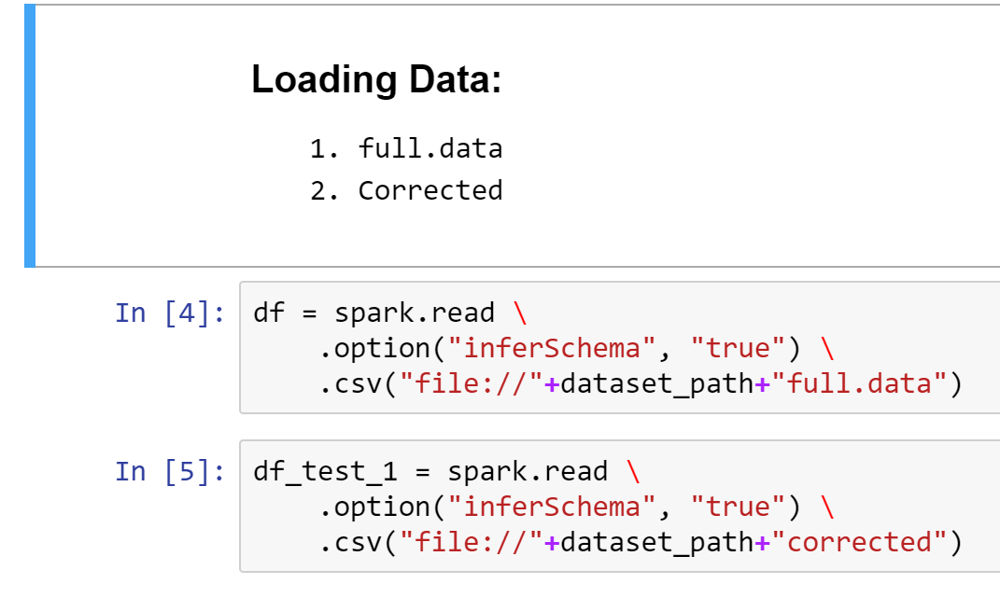 Loading Data:
1. full.data
2. Corrected
In [4]: df = spark.read \
.option("inferSchema", "true") \
.csv("file://"+dataset_path+"full.data")
In [5]: df_test_1 = spark.read \
.option("inferSchema", "true") \
.csv("file://"+dataset_path+"corrected")